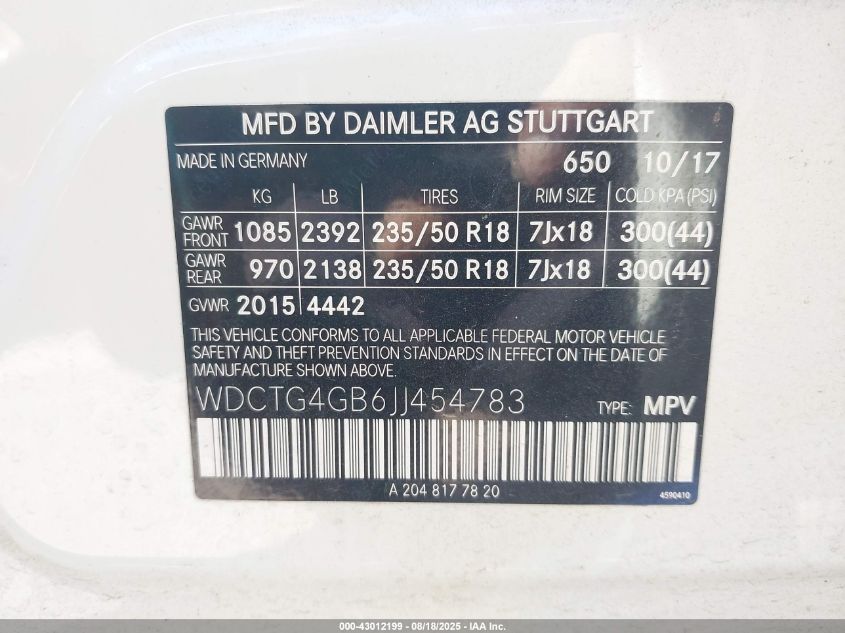 MFD BY DAIMLER AG STUTTGART
MADE IN GERMANY 650 10/17
KG LB TIRES RIM SIZE COLD KPA (PSI)
GAWR FRONT 1085 2392 235/50 R18 7Jx18 300(44)
GAWR REAR 970 2138 235/50 R18 7Jx18 300(44)
GVWR 2015 4442
THIS VEHICLE CONFORMS TO ALL APPLICABLE FEDERAL MOTOR VEHICLE
SAFETY AND THEFT PREVENTION STANDARDS IN EFFECT ON THE DATE OF
MANUFACTURE SHOWN ABOVE.
WDCTG4GB6JJ454783 TYPE: MPV
A 204 817 78 20 4590410
000-43012199 - 08/18/2025 - IAA Inc.